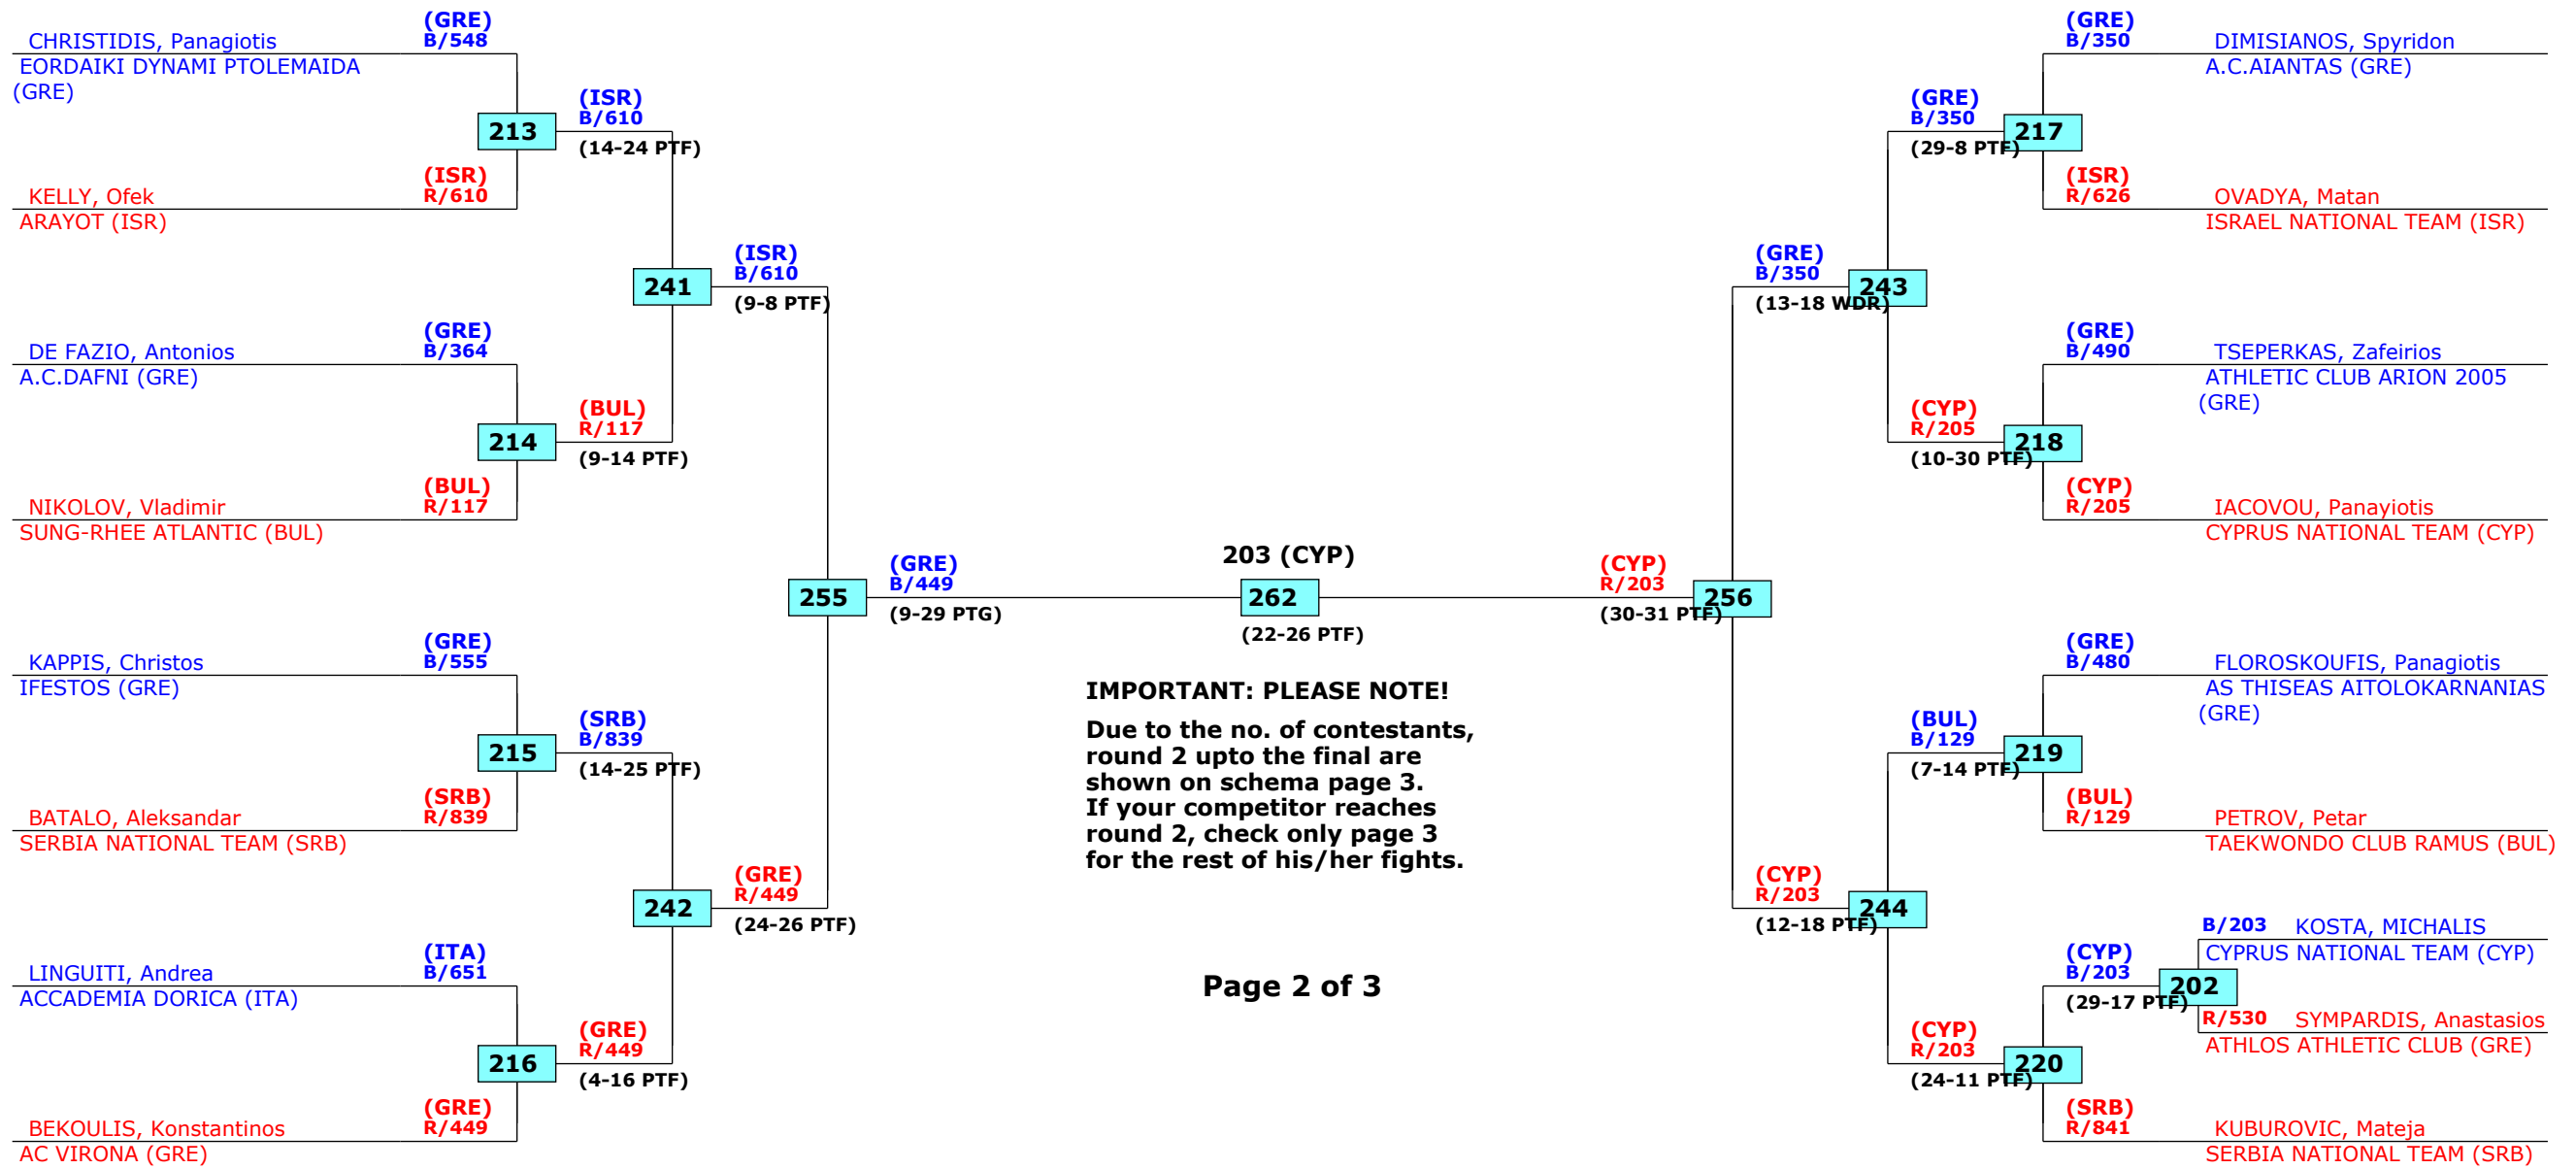 (GRE)
CHRISTIDIS, Panagiotis B/548
EORDAIKI DYNAMI PTOLEMAIDA
(GRE)
213
(ISR)
B/610
(14-24 PTF)
(ISR)
KELLY, Ofek R/610
ARAYOT (ISR)
241
(ISR)
B/610
(9-8 PTF)
(GRE)
DE FAZIO, Antonios B/364
A.C.DAFNI (GRE)
214
(BUL)
R/117
(9-14 PTF)
(BUL)
NIKOLOV, Vladimir R/117
SUNG-RHEE ATLANTIC (BUL)
255
(GRE)
B/449
(9-29 PTG)
(GRE)
KAPPIS, Christos B/555
IFESTOS (GRE)
215
(SRB)
B/839
(14-25 PTF)
(SRB)
BATALO, Aleksandar R/839
SERBIA NATIONAL TEAM (SRB)
242
(GRE)
R/449
(24-26 PTF)
(ITA)
LINGUITI, Andrea B/651
ACCADEMIA DORICA (ITA)
216
(GRE)
R/449
(4-16 PTF)
(GRE)
BEKOULIS, Konstantinos R/449
AC VIRONA (GRE)
203 (CYP)
262
(22-26 PTF)
IMPORTANT: PLEASE NOTE!
Due to the no. of contestants,
round 2 upto the final are
shown on schema page 3.
If your competitor reaches
round 2, check only page 3
for the rest of his/her fights.
Page 2 of 3
(GRE)
B/350 DIMISIANOS, Spyridon
A.C.AIANTAS (GRE)
(GRE)
B/350
(29-8 PTF)
217
(ISR)
R/626 OVADYA, Matan
ISRAEL NATIONAL TEAM (ISR)
(GRE)
B/350
(13-18 WDR)
243
(GRE)
B/490 TSEPERKAS, Zafeirios
ATHLETIC CLUB ARION 2005
(GRE)
(CYP)
R/205
(10-30 PTF)
218
(CYP)
R/205 IACOVOU, Panayiotis
CYPRUS NATIONAL TEAM (CYP)
(CYP)
R/203
(30-31 PTF)
256
(GRE)
B/480 FLOROSKOUFIS, Panagiotis
AS THISEAS AITOLOKARNANIAS
(GRE)
(BUL)
B/129
(7-14 PTF)
219
(BUL)
R/129 PETROV, Petar
TAEKWONDO CLUB RAMUS (BUL)
(CYP)
R/203
(12-18 PTF)
244
B/203 KOSTA, MICHALIS
CYPRUS NATIONAL TEAM (CYP)
(CYP)
B/203
(29-17 PTF)
202
R/530 SYMPARDIS, Anastasios
ATHLOS ATHLETIC CLUB (GRE)
(CYP)
R/203
(24-11 PTF)
220
(SRB)
R/841 KUBUROVIC, Mateja
SERBIA NATIONAL TEAM (SRB)